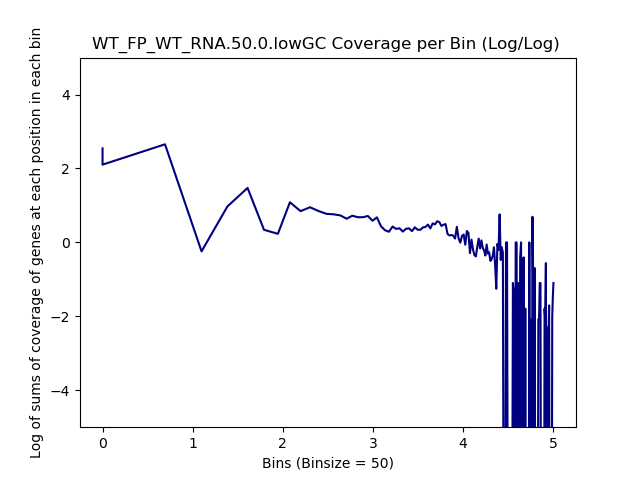 WT_FP_WT_RNA.50.0.lowGC Coverage per Bin (Log/Log)
Log of sums of coverage of genes at each position in each bin
4
2
0
−2
−4
0 1 2 3 4 5
Bins (Binsize = 50)